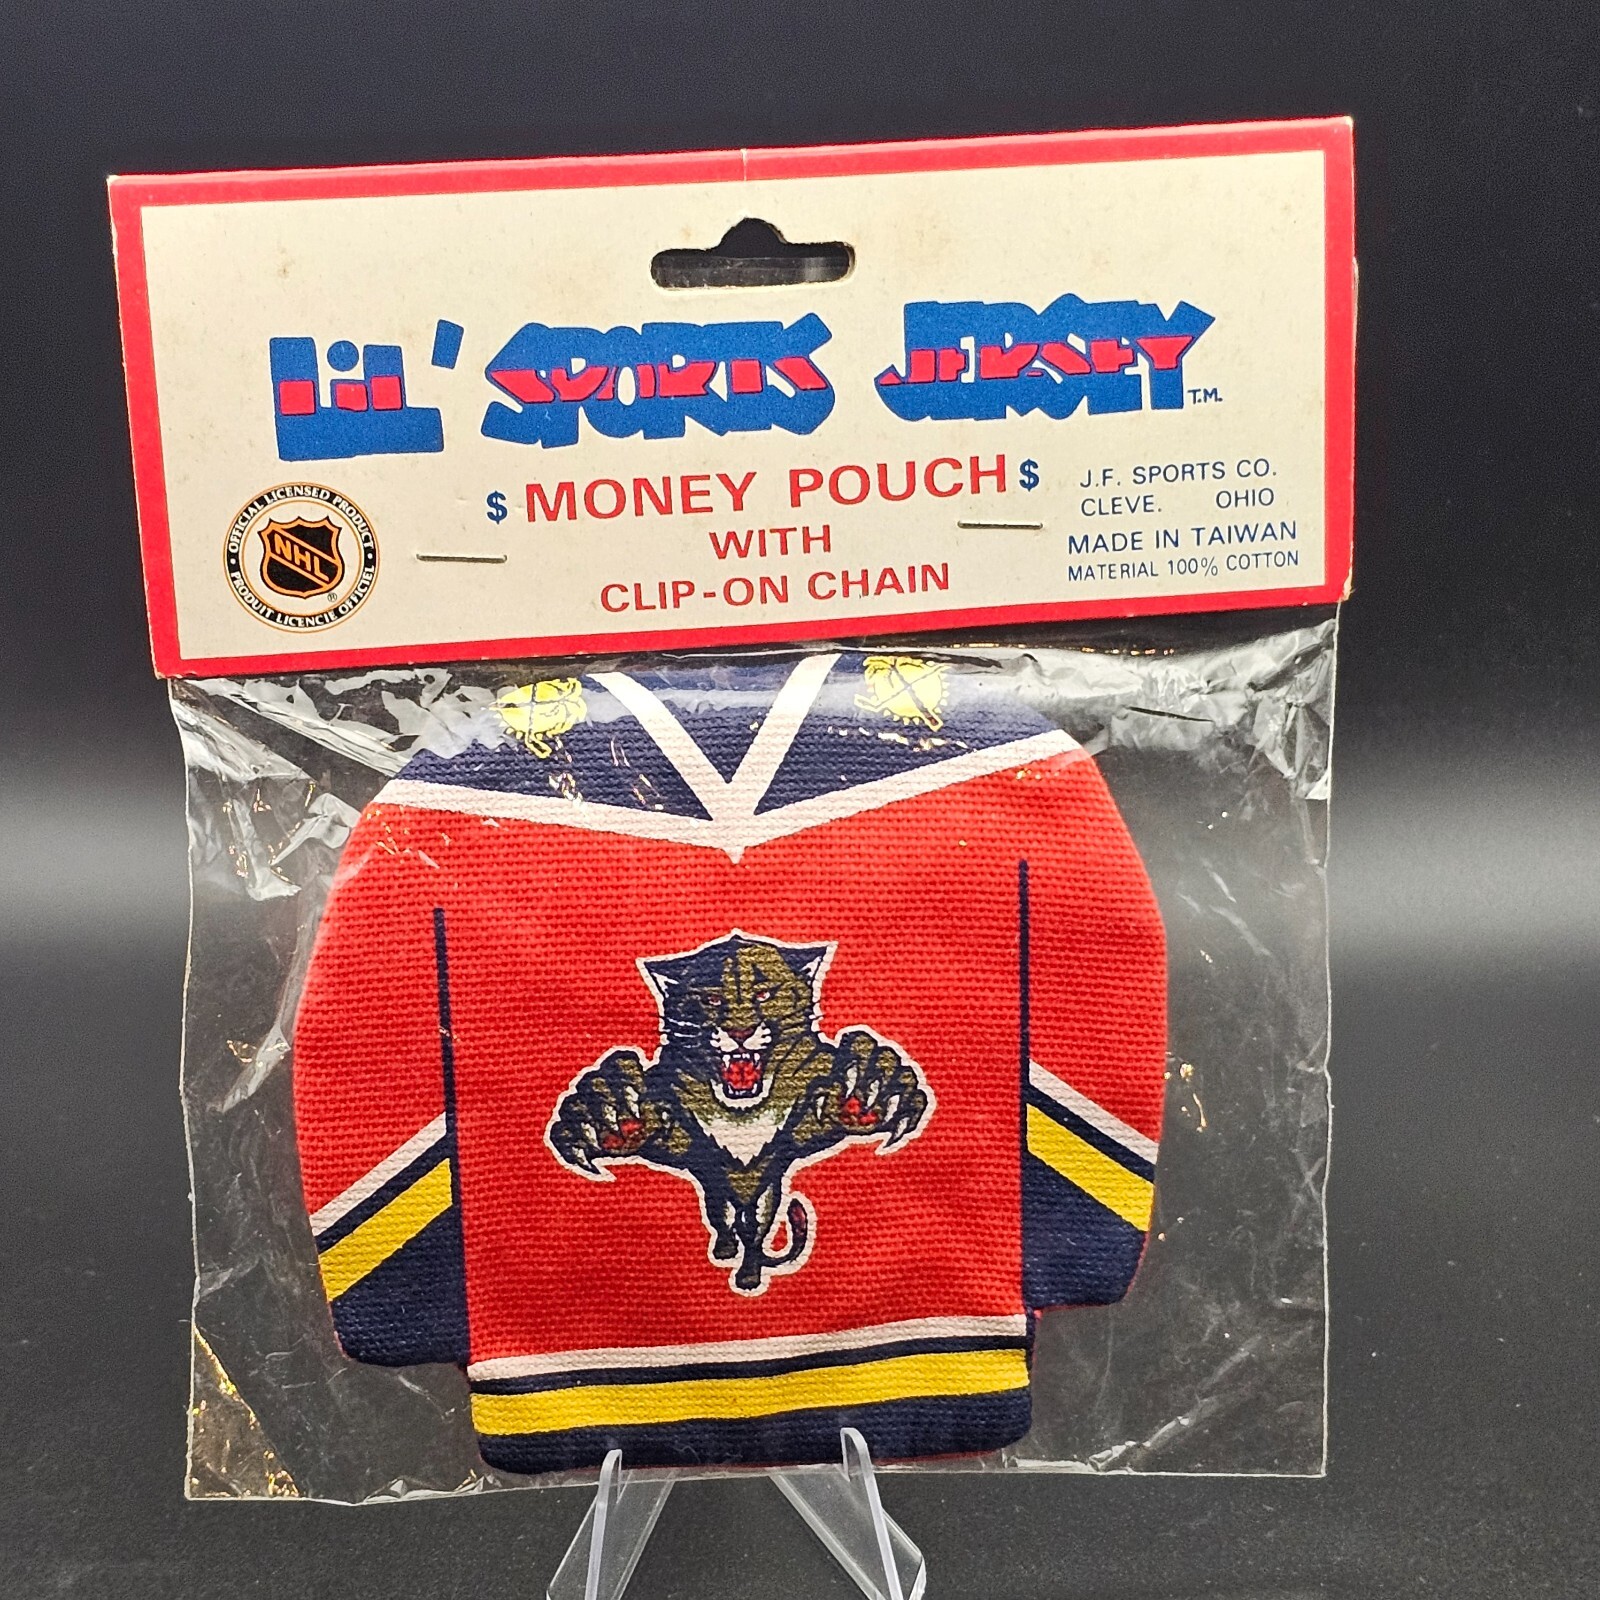 LiL' SPORTS JERSEY T.M.
$ MONEY POUCH $
WITH
CLIP-ON CHAIN
J.F. SPORTS CO.
CLEVE. OHIO
MADE IN TAIWAN
MATERIAL 100% COTTON
• OFFICIAL LICENSED PRODUCT •
NHL
®
PRODUIT LICENCIE OFFICIEL